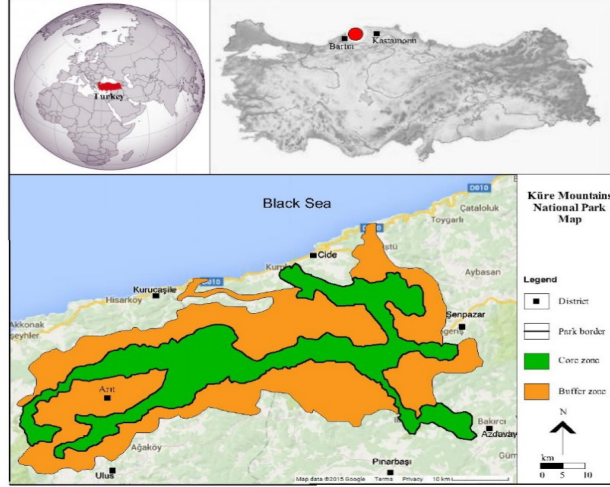 Turkey
Bartın
Kastamonu
Black Sea
D010
Çataloluk
Toygarlı
Cide
D010
Aybasan
Kurucaşile
Hisarköy
Akkonak
Şenpazar
Azıt
Ağaköy
Ulus
Bakırcı
Azdavay
Pınarbaşı
Map data ©2015 Google Terms Privacy 10 km
Küre Mountains
National Park
Map
Legend
District
Park border
Core zone
Buffer zone
N
km
0 5 10